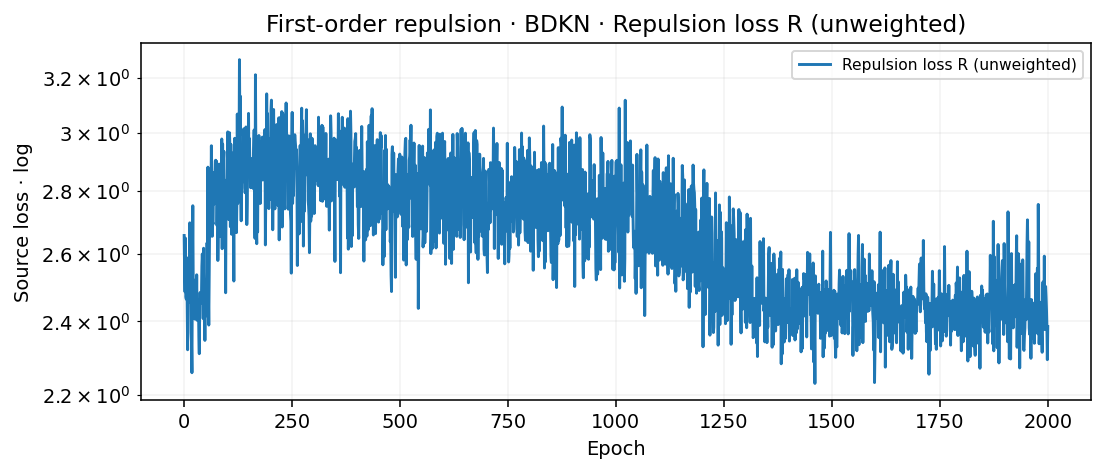 First-order repulsion · BDKN · Repulsion loss R (unweighted)
Repulsion loss R (unweighted)
Source loss · log
3.2 × 10⁰
3 × 10⁰
2.8 × 10⁰
2.6 × 10⁰
2.4 × 10⁰
2.2 × 10⁰
0 250 500 750 1000 1250 1500 1750 2000
Epoch